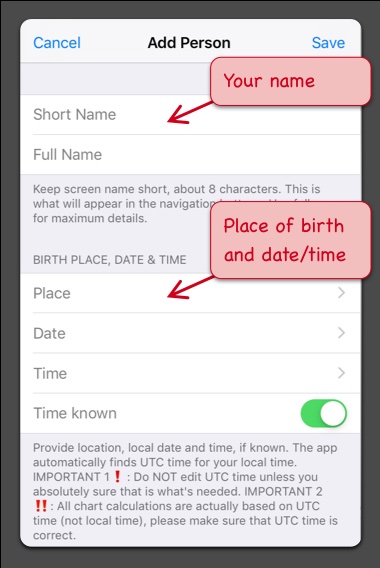 Cancel Add Person Save
Your name
Short Name
Full Name
Keep screen name short, about 8 characters. This is
what will appear in the navigation
for maximum details.
Place of birth
and date/time
BIRTH PLACE, DATE & TIME
Place
Date
Time
Time known
Provide location, local date and time, if known. The app
automatically finds UTC time for your local time.
IMPORTANT 1❗: Do NOT edit UTC time unless you
absolutely sure that is what's needed. IMPORTANT 2
‼️: All chart calculations are actually based on UTC
time (not local time), please make sure that UTC time is
correct.